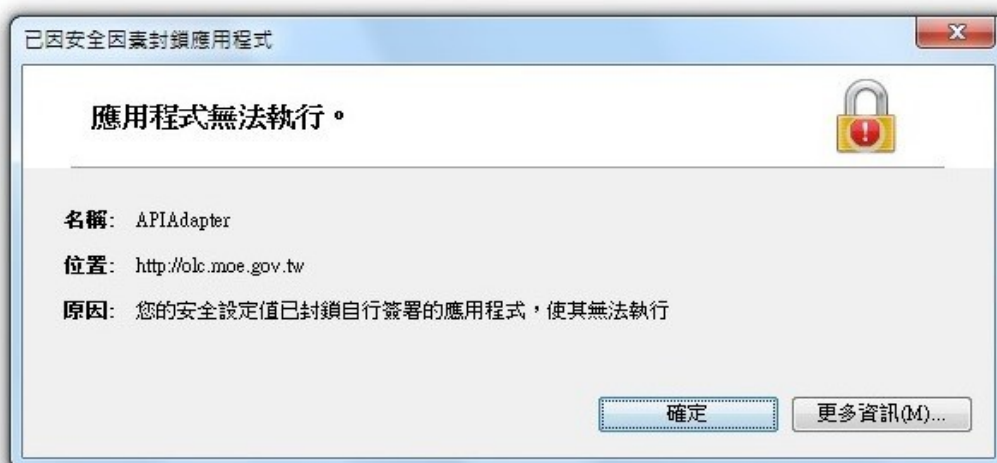 已因安全因素封鎖應用程式
應用程式無法執行。
名稱: APIAdapter
位置: http://olc.moe.gov.tw
原因: 您的安全設定值已封鎖自行簽署的應用程式，使其無法執行
確定
更多資訊(M)...